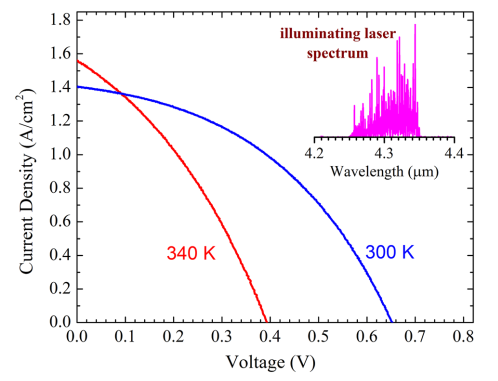 1.8
1.6
1.4
1.2
1.0
0.8
0.6
0.4
0.2
0.0
Current Density (A/cm²)
illuminating laser
spectrum
4.2 4.3 4.4
Wavelength (μm)
340 K
300 K
0.0 0.1 0.2 0.3 0.4 0.5 0.6 0.7 0.8
Voltage (V)